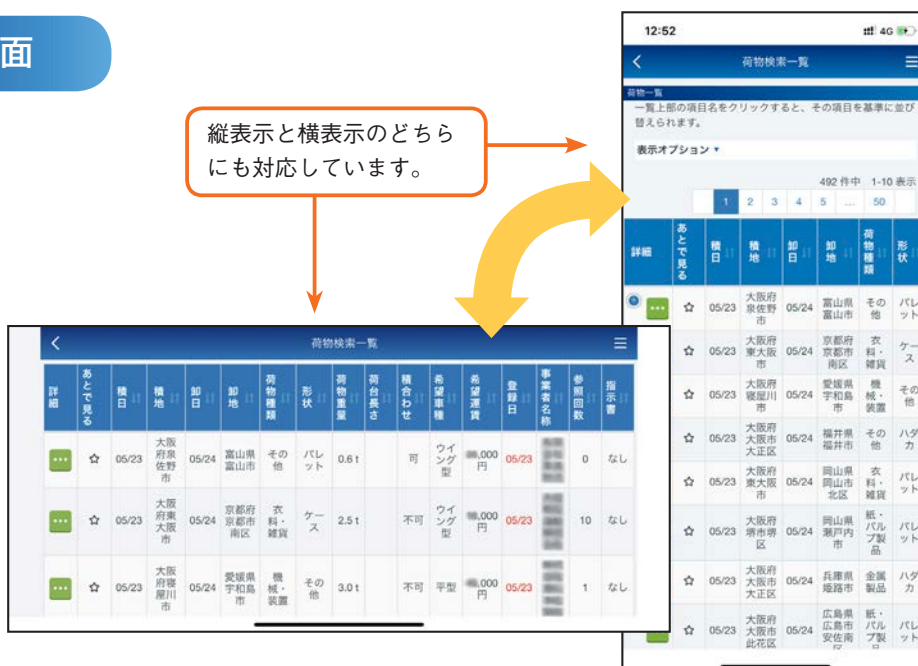 面
縦表示と横表示のどちら
にも対応しています。
12:52
4G
荷物検索一覧
荷物一覧
一覧上部の項目名をクリックすると、その項目を基準に並び
替えられます。
表示オプション
492 件中 1-10 表示
1 2 3 4 5 ... 50
詳細 あとで見る 積日 積地 卸日 卸地 荷物種類 形状
05/23 大阪府泉佐野市 05/24 富山県富山市 その他 パレット
05/23 大阪府東大阪市 05/24 京都府京都市南区 衣料・雑貨 ケース
05/23 大阪府寝屋川市 05/24 愛媛県宇和島市 機械・装置 その他
05/23 大阪府大阪市大正区 05/24 福井県福井市 その他 ハダカ
05/23 大阪府東大阪市 05/24 岡山県岡山市北区 衣料・雑貨 パレット
05/23 大阪府堺市堺区 05/24 岡山県瀬戸内市 紙・パルプ製品 パレット
05/23 大阪府大阪市大正区 05/24 兵庫県姫路市 金属製品 ハダカ
05/23 大阪府大阪市此花区 05/24 広島県広島市安佐南 紙・パルプ製 パレット
荷物検索一覧
詳細 あとで見る 積日 積地 卸日 卸地 荷物種類 形状 荷物重量 荷台長さ 積合わせ 希望車種 希望運賃 登録日 事業者名称 参照回数 指示書
05/23 大阪府泉佐野市 05/24 富山県富山市 その他 パレット 0.6 t 可 ウイング型 ,000円 05/23 0 なし
05/23 大阪府東大阪市 05/24 京都府京都市南区 衣料・雑貨 ケース 2.5 t 不可 ウイング型 ,000円 05/23 10 なし
05/23 大阪府寝屋川市 05/24 愛媛県宇和島市 機械・装置 その他 3.0 t 不可 平型 ,000円 05/23 1 なし